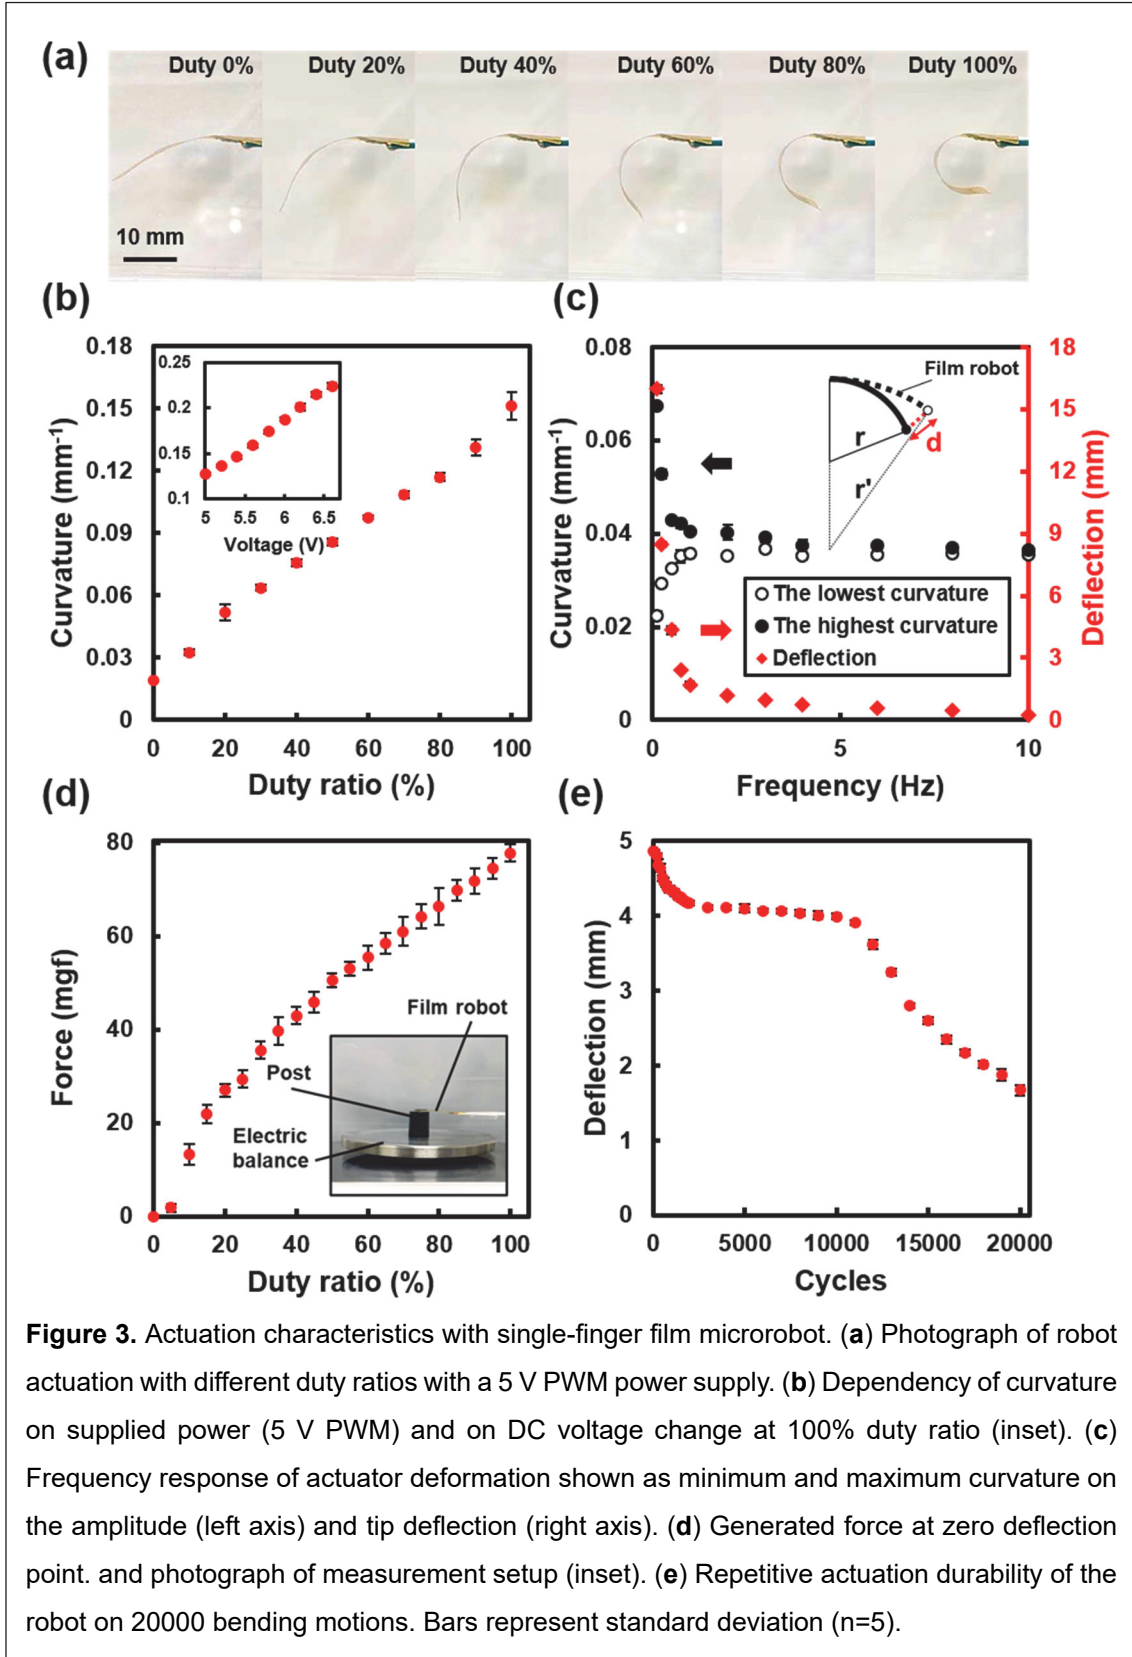 (a)
Duty 0% Duty 20% Duty 40% Duty 60% Duty 80% Duty 100%
10 mm
(b)
0.18
0.15
0.12
0.09
0.06
0.03
0
Curvature (mm⁻¹)
0 20 40 60 80 100
Duty ratio (%)
0.25
0.2
0.15
0.1
5 5.5 6 6.5
Voltage (V)
(c)
0.08
0.06
0.04
0.02
0
Curvature (mm⁻¹)
18
15
12
9
6
3
0
Deflection (mm)
0 5 10
Frequency (Hz)
Film robot
r
d
r'
The lowest curvature
The highest curvature
Deflection
(d)
80
60
40
20
0
Force (mgf)
0 20 40 60 80 100
Duty ratio (%)
Film robot
Post
Electric
balance
(e)
5
4
3
2
1
0
Deflection (mm)
0 5000 10000 15000 20000
Cycles
Figure 3. Actuation characteristics with single-finger film microrobot. (a) Photograph of robot
actuation with different duty ratios with a 5 V PWM power supply. (b) Dependency of curvature
on supplied power (5 V PWM) and on DC voltage change at 100% duty ratio (inset). (c)
Frequency response of actuator deformation shown as minimum and maximum curvature on
the amplitude (left axis) and tip deflection (right axis). (d) Generated force at zero deflection
point. and photograph of measurement setup (inset). (e) Repetitive actuation durability of the
robot on 20000 bending motions. Bars represent standard deviation (n=5).